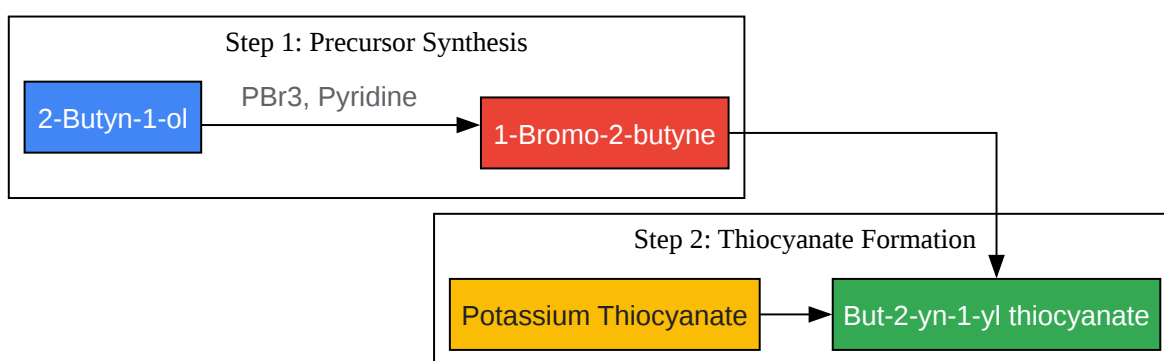 Step 1: Precursor Synthesis
2-Butyn-1-ol
PBr3, Pyridine
1-Bromo-2-butyne
Step 2: Thiocyanate Formation
Potassium Thiocyanate
But-2-yn-1-yl thiocyanate